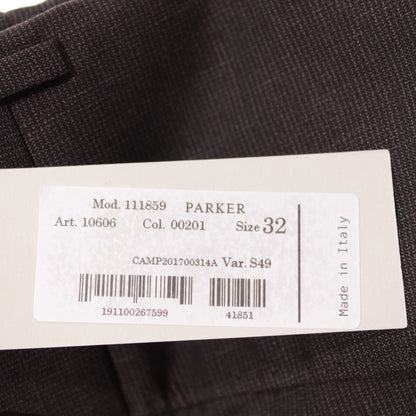 Mod. 111859 PARKER
Art. 10606 Col. 00201 Size 32
CAMP201700314A Var. S49
191100267599 41851
Made in Italy